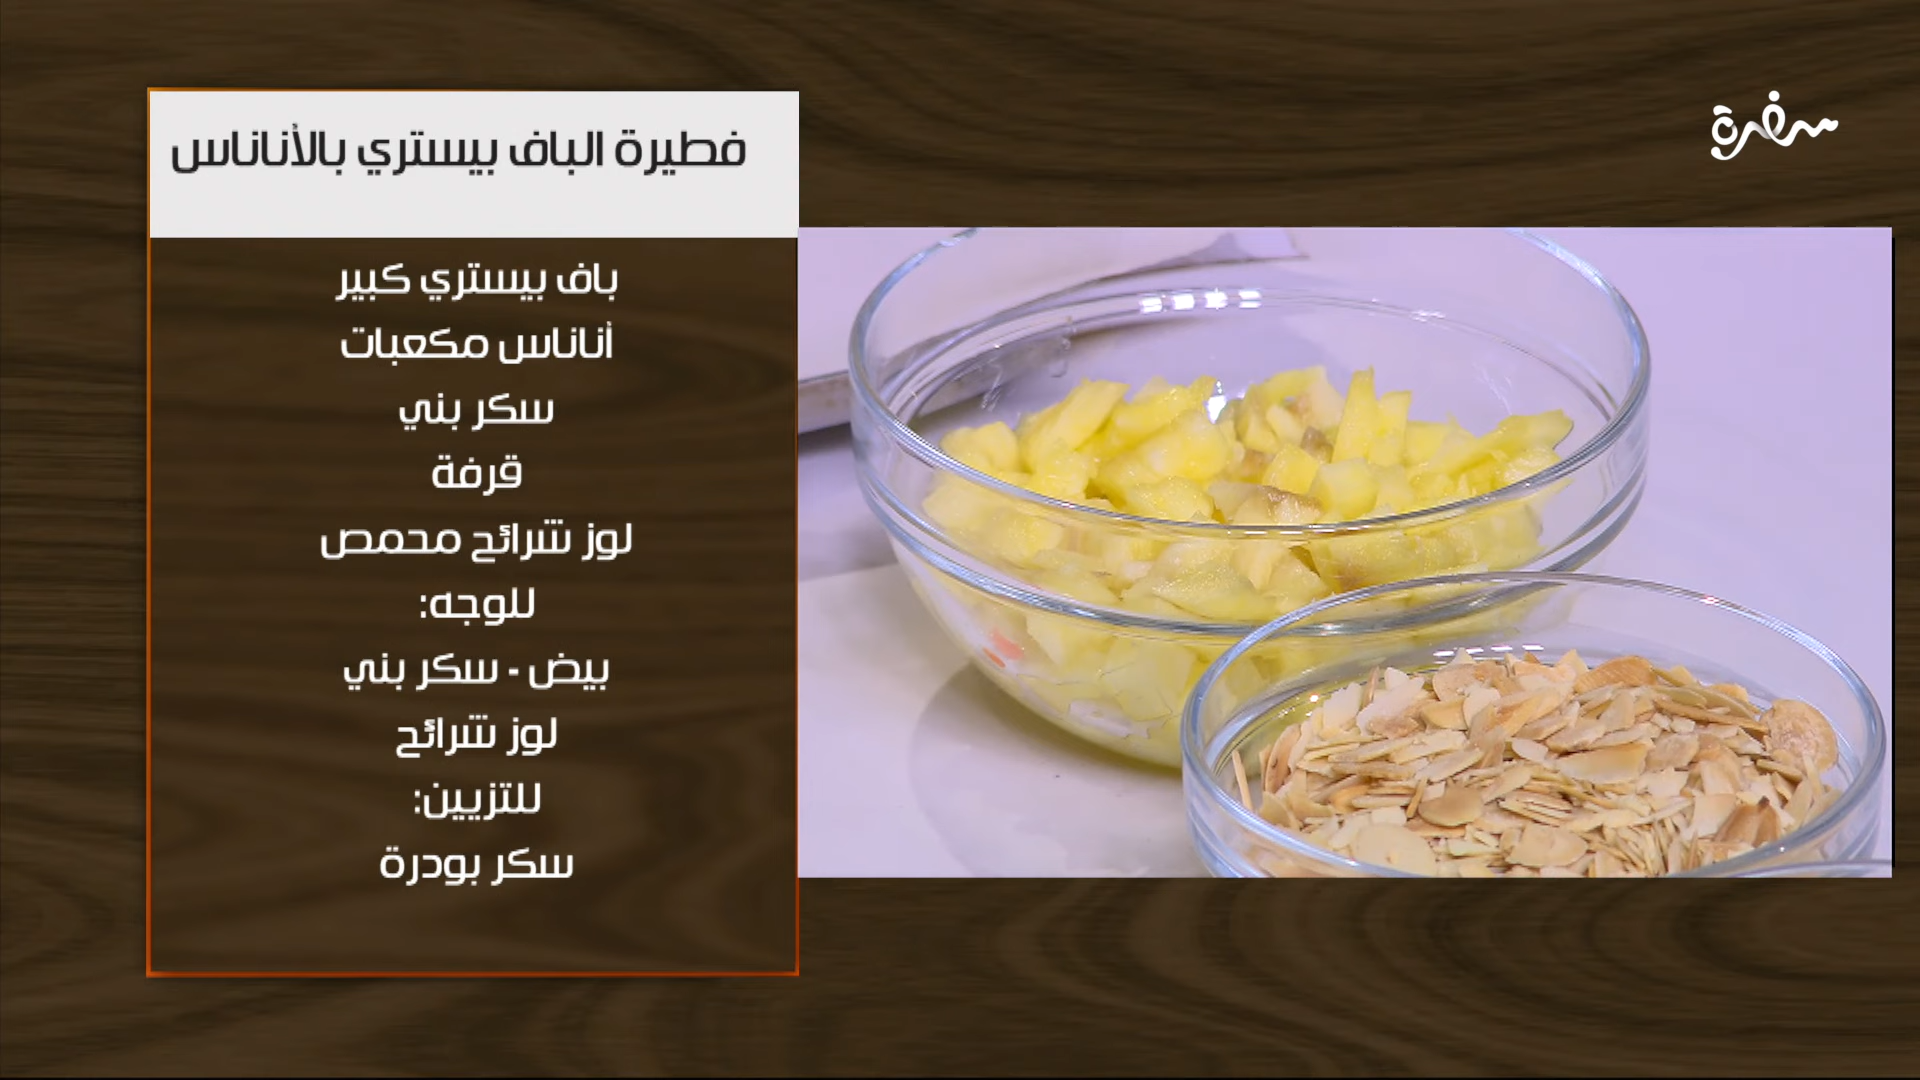 سفرة
فطيرة الباف بيستري بالأناناس
باف بيستري كبير
أناناس مكعبات
سكر بني
قرفة
لوز شرائح محمص
للوجه:
بيض - سكر بني
لوز شرائح
للتزيين:
سكر بودرة